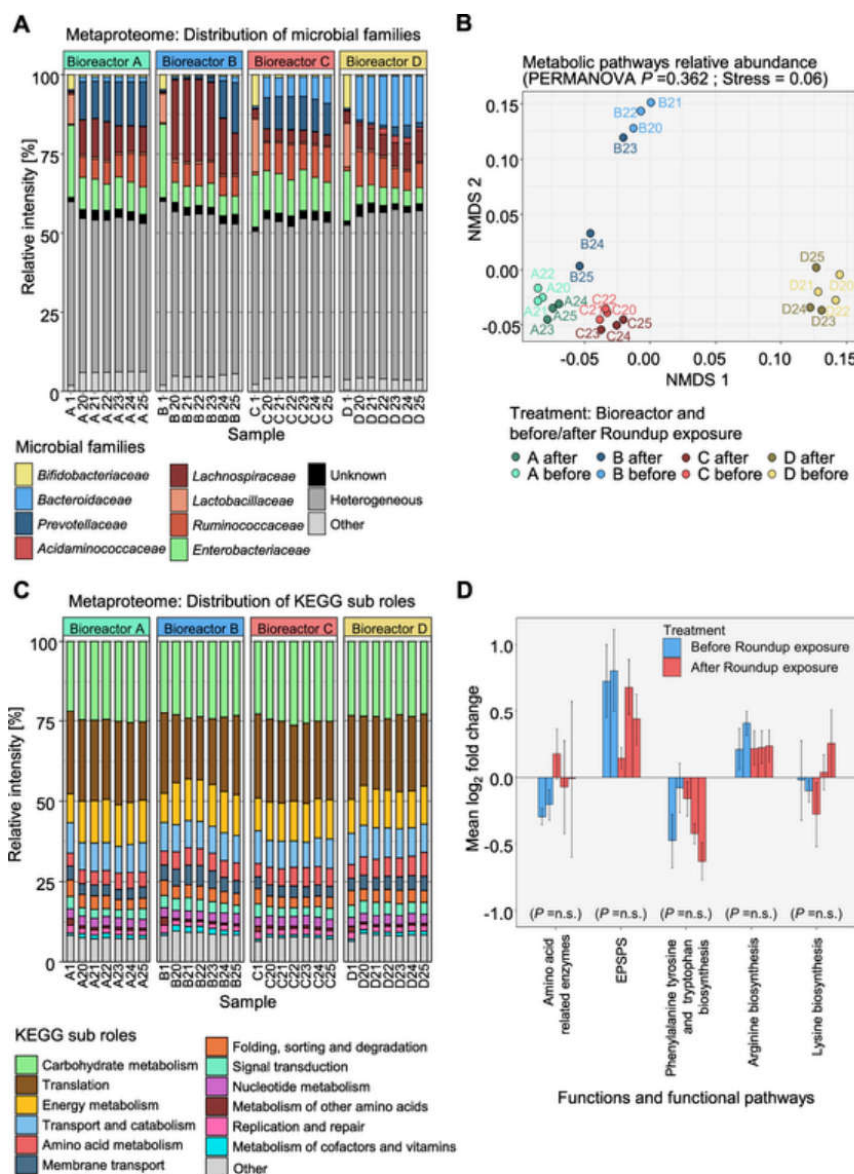 A
Metaproteome: Distribution of microbial families
Bioreactor A
Bioreactor B
Bioreactor C
Bioreactor D
Relative intensity [%]
100
75
50
25
0
A 1
A 20
A 21
A 22
A 23
A 24
A 25
B 1
B 20
B 21
B 22
B 23
B 24
B 25
C 1
C 20
C 21
C 22
C 23
C 24
C 25
D 1
D 20
D 21
D 22
D 23
D 24
D 25
Sample
Microbial families
Bifidobacteriaceae
Bacteroidaceae
Prevotellaceae
Acidaminococcaceae
Lachnospiraceae
Lactobacillaceae
Ruminococcaceae
Enterobacteriaceae
Unknown
Heterogeneous
Other
B
Metabolic pathways relative abundance
(PERMANOVA P =0.362 ; Stress = 0.06)
NMDS 2
0.15
0.10
0.05
0.00
-0.05
B22
B21
B20
B23
B24
B25
A22
A20
A21
A24
A25
A23
C22
C21
C20
C25
C23
C24
D25
D21
D20
D24
D22
D23
-0.05
0.00
0.05
0.10
0.15
NMDS 1
Treatment: Bioreactor and
before/after Roundup exposure
A after
B after
C after
D after
A before
B before
C before
D before
C
Metaproteome: Distribution of KEGG sub roles
Bioreactor A
Bioreactor B
Bioreactor C
Bioreactor D
Relative intensity [%]
100
75
50
25
0
A1
A20
A21
A22
A23
A24
A25
B1
B20
B21
B22
B23
B24
B25
C1
C20
C21
C22
C23
C24
C25
D1
D20
D21
D22
D23
D24
D25
Sample
KEGG sub roles
Carbohydrate metabolism
Translation
Energy metabolism
Transport and catabolism
Amino acid metabolism
Membrane transport
Folding, sorting and degradation
Signal transduction
Nucleotide metabolism
Metabolism of other amino acids
Replication and repair
Metabolism of cofactors and vitamins
Other
D
Treatment
Before Roundup exposure
After Roundup exposure
Mean log2 fold change
1.0
0.5
0.0
-0.5
-1.0
(P =n.s.)
(P =n.s.)
(P =n.s.)
(P =n.s.)
(P =n.s.)
Amino acid
related enzymes
EPSPS
Phenylalanine tyrosine
and tryptophan
biosynthesis
Arginine biosynthesis
Lysine biosynthesis
Functions and functional pathways